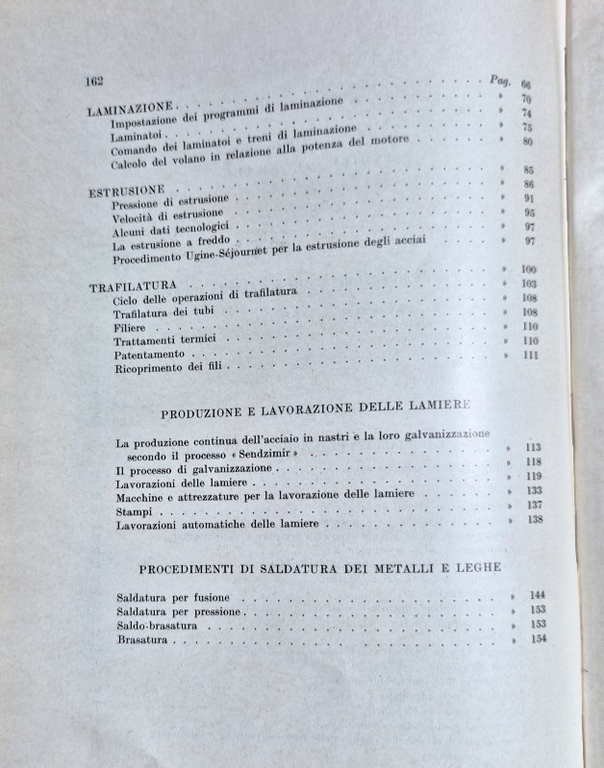 162
LAMINAZIONE . . . . . . . . . . . . . . . . . . Pag. 66
Impostazione dei programmi di laminazione . . . . . . . » 70
Laminatoi . . . . . . . . . . . . . . . . . . » 74
Comando dei laminatoi e treni di laminazione . . . . . . . » 75
Calcolo del volano in relazione alla potenza del motore . . . . » 80
ESTRUSIONE . . . . . . . . . . . . . . . . . . » 85
Pressione di estrusione . . . . . . . . . . . . . . » 86
Velocità di estrusione . . . . . . . . . . . . . . » 91
Alcuni dati tecnologici . . . . . . . . . . . . . . » 95
La estrusione a freddo . . . . . . . . . . . . . . » 97
Procedimento Ugine-Séjournet per la estrusione degli acciai . . . » 97
TRAFILATURA . . . . . . . . . . . . . . . . . . » 100
Ciclo delle operazioni di trafilatura . . . . . . . . . . » 103
Trafilatura dei tubi . . . . . . . . . . . . . . . » 108
Filiere . . . . . . . . . . . . . . . . . . . » 108
Trattamenti termici . . . . . . . . . . . . . . . » 110
Patentamento . . . . . . . . . . . . . . . . . » 110
Ricoprimento dei fili . . . . . . . . . . . . . . . » 111
PRODUZIONE E LAVORAZIONE DELLE LAMIERE
La produzione continua dell'acciaio in nastri e la loro galvanizzazione
secondo il processo « Sendzimir » . . . . . . . . . . » 113
Il processo di galvanizzazione . . . . . . . . . . . . » 118
Lavorazioni delle lamiere . . . . . . . . . . . . . . » 119
Macchine e attrezzature per la lavorazione delle lamiere . . . . » 133
Stampi . . . . . . . . . . . . . . . . . . . » 137
Lavorazioni automatiche delle lamiere . . . . . . . . . » 138
PROCEDIMENTI DI SALDATURA DEI METALLI E LEGHE
Saldatura per fusione . . . . . . . . . . . . . . » 144
Saldatura per pressione . . . . . . . . . . . . . . » 153
Saldo-brasatura . . . . . . . . . . . . . . . . » 153
Brasatura . . . . . . . . . . . . . . . . . . » 154